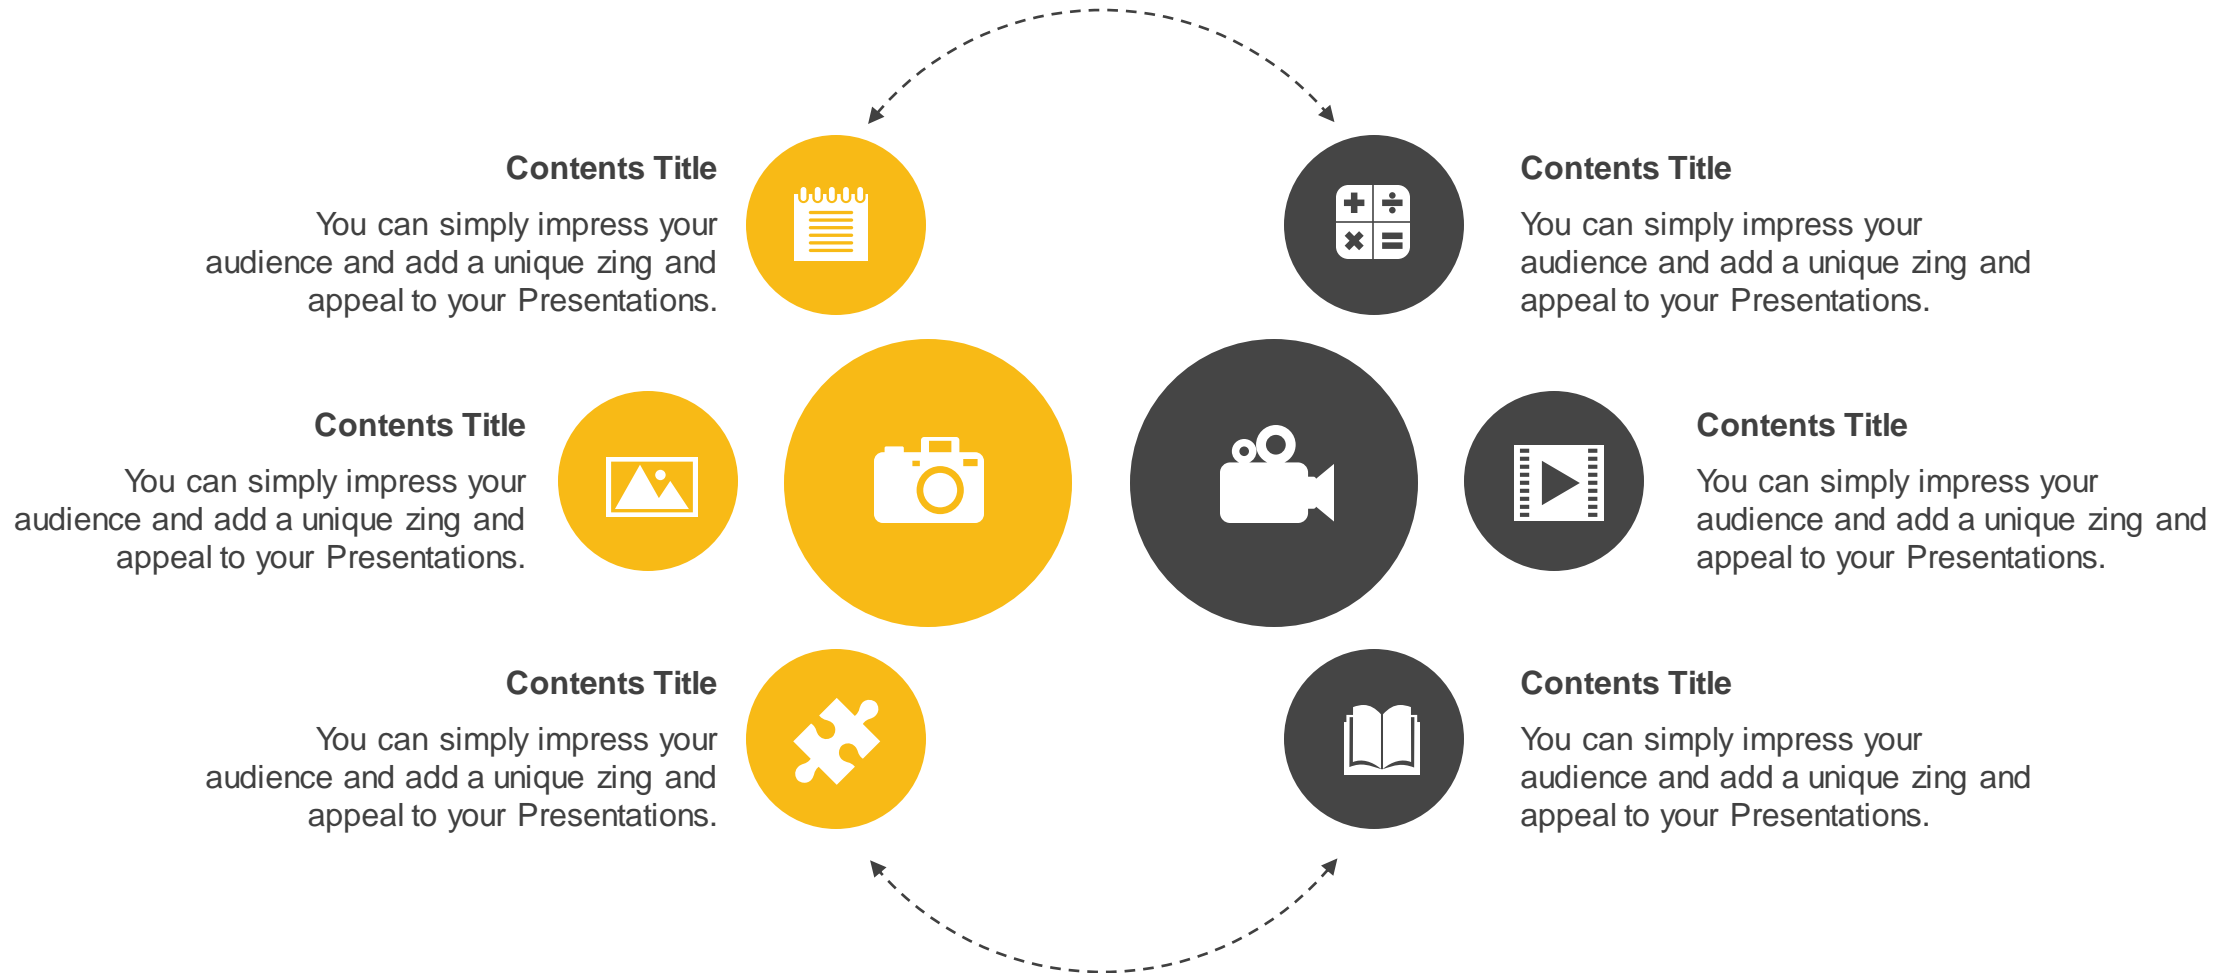 Contents Title
You can simply impress your
audience and add a unique zing and
appeal to your Presentations.
Contents Title
You can simply impress your
audience and add a unique zing and
appeal to your Presentations.
Contents Title
You can simply impress your
audience and add a unique zing and
appeal to your Presentations.
Contents Title
You can simply impress your
audience and add a unique zing and
appeal to your Presentations.
Contents Title
You can simply impress your
audience and add a unique zing and
appeal to your Presentations.
Contents Title
You can simply impress your
audience and add a unique zing and
appeal to your Presentations.